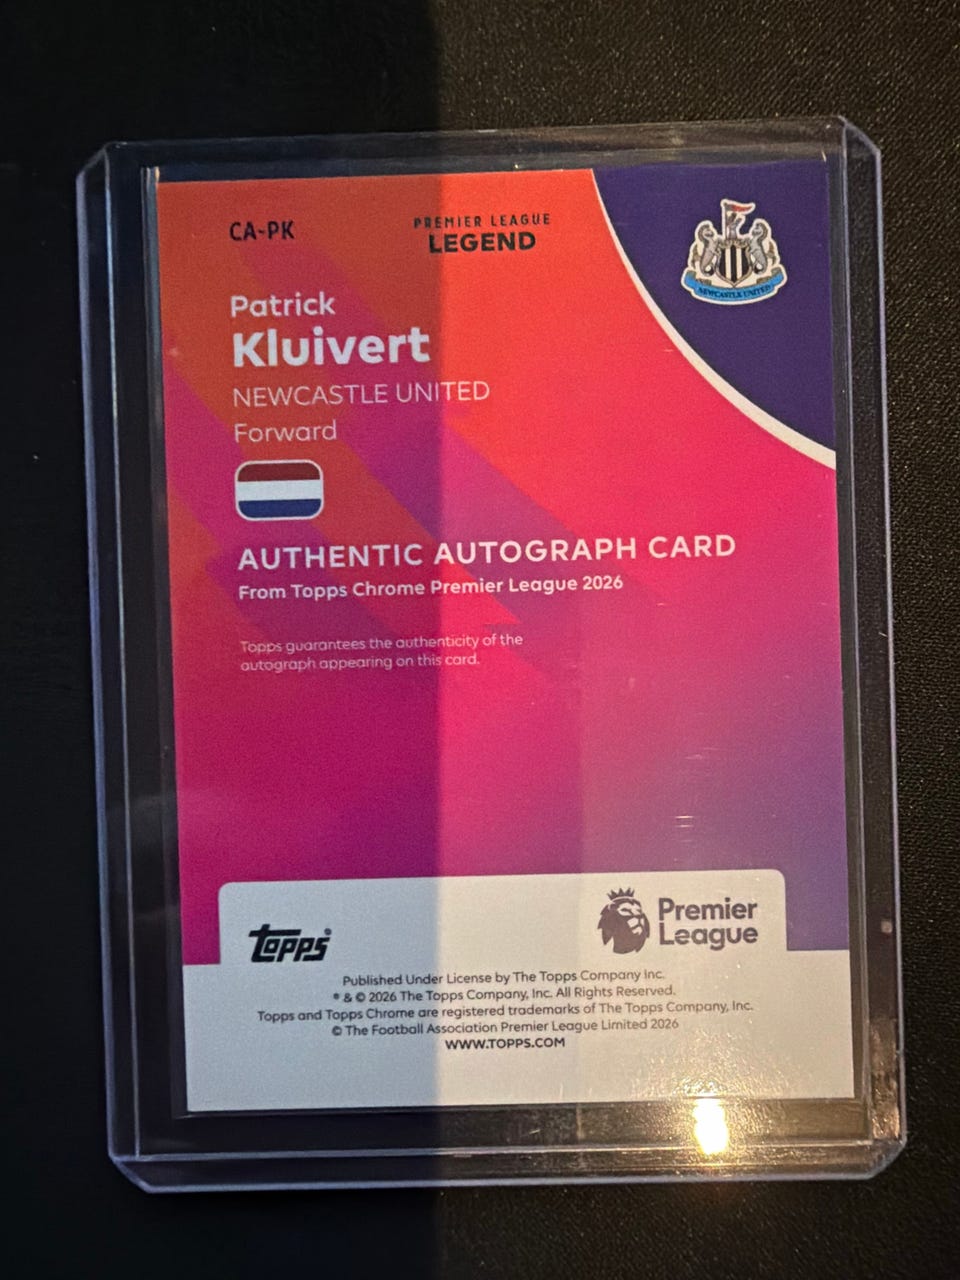 CA-PK
PREMIER LEAGUE
LEGEND
NEWCASTLE UNITED
Patrick
Kluivert
NEWCASTLE UNITED
Forward
AUTHENTIC AUTOGRAPH CARD
From Topps Chrome Premier League 2026
Topps guarantees the authenticity of the
autograph appearing on this card.
Topps®
Premier
League
Published Under License by The Topps Company Inc.
® & © 2026 The Topps Company, Inc. All Rights Reserved.
Topps and Topps Chrome are registered trademarks of The Topps Company, Inc.
© The Football Association Premier League Limited 2026
WWW.TOPPS.COM